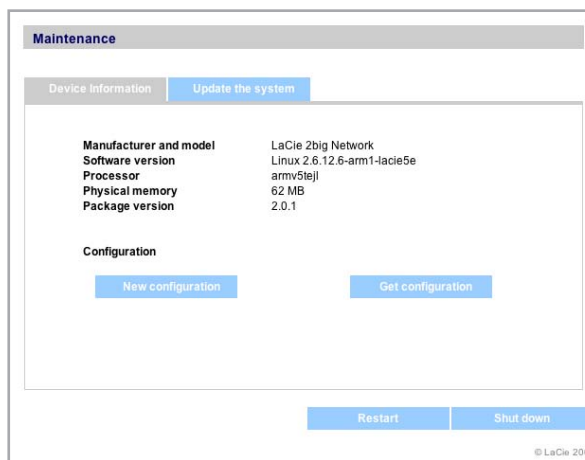 Maintenance
Device Information Update the system
Manufacturer and model LaCie 2big Network
Software version Linux 2.6.12.6-arm1-lacie5e
Processor armv5tejl
Physical memory 62 MB
Package version 2.0.1
Configuration
New configuration Get configuration
Restart Shut down
© LaCie